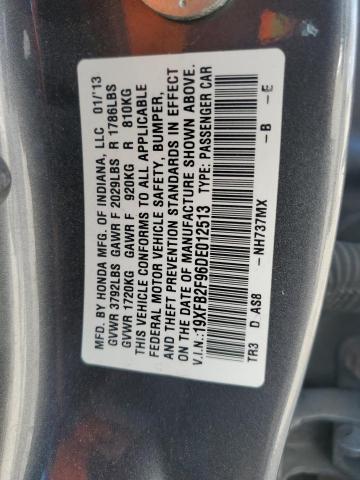 MFD. BY HONDA MFG. OF INDIANA, LLC 01/'13
GVWR 3792LBS GAWR F 2029LBS R 1786LBS
GVWR 1720KG GAWR F 920KG R 810KG
THIS VEHICLE CONFORMS TO ALL APPLICABLE
FEDERAL MOTOR VEHICLE SAFETY, BUMPER,
AND THEFT PREVENTION STANDARDS IN EFFECT
ON THE DATE OF MANUFACTURE SHOWN ABOVE.
V.I.N.:19XFB2F96DE012513 TYPE: PASSENGER CAR
TR3 D AS8 -NH737MX -B -E